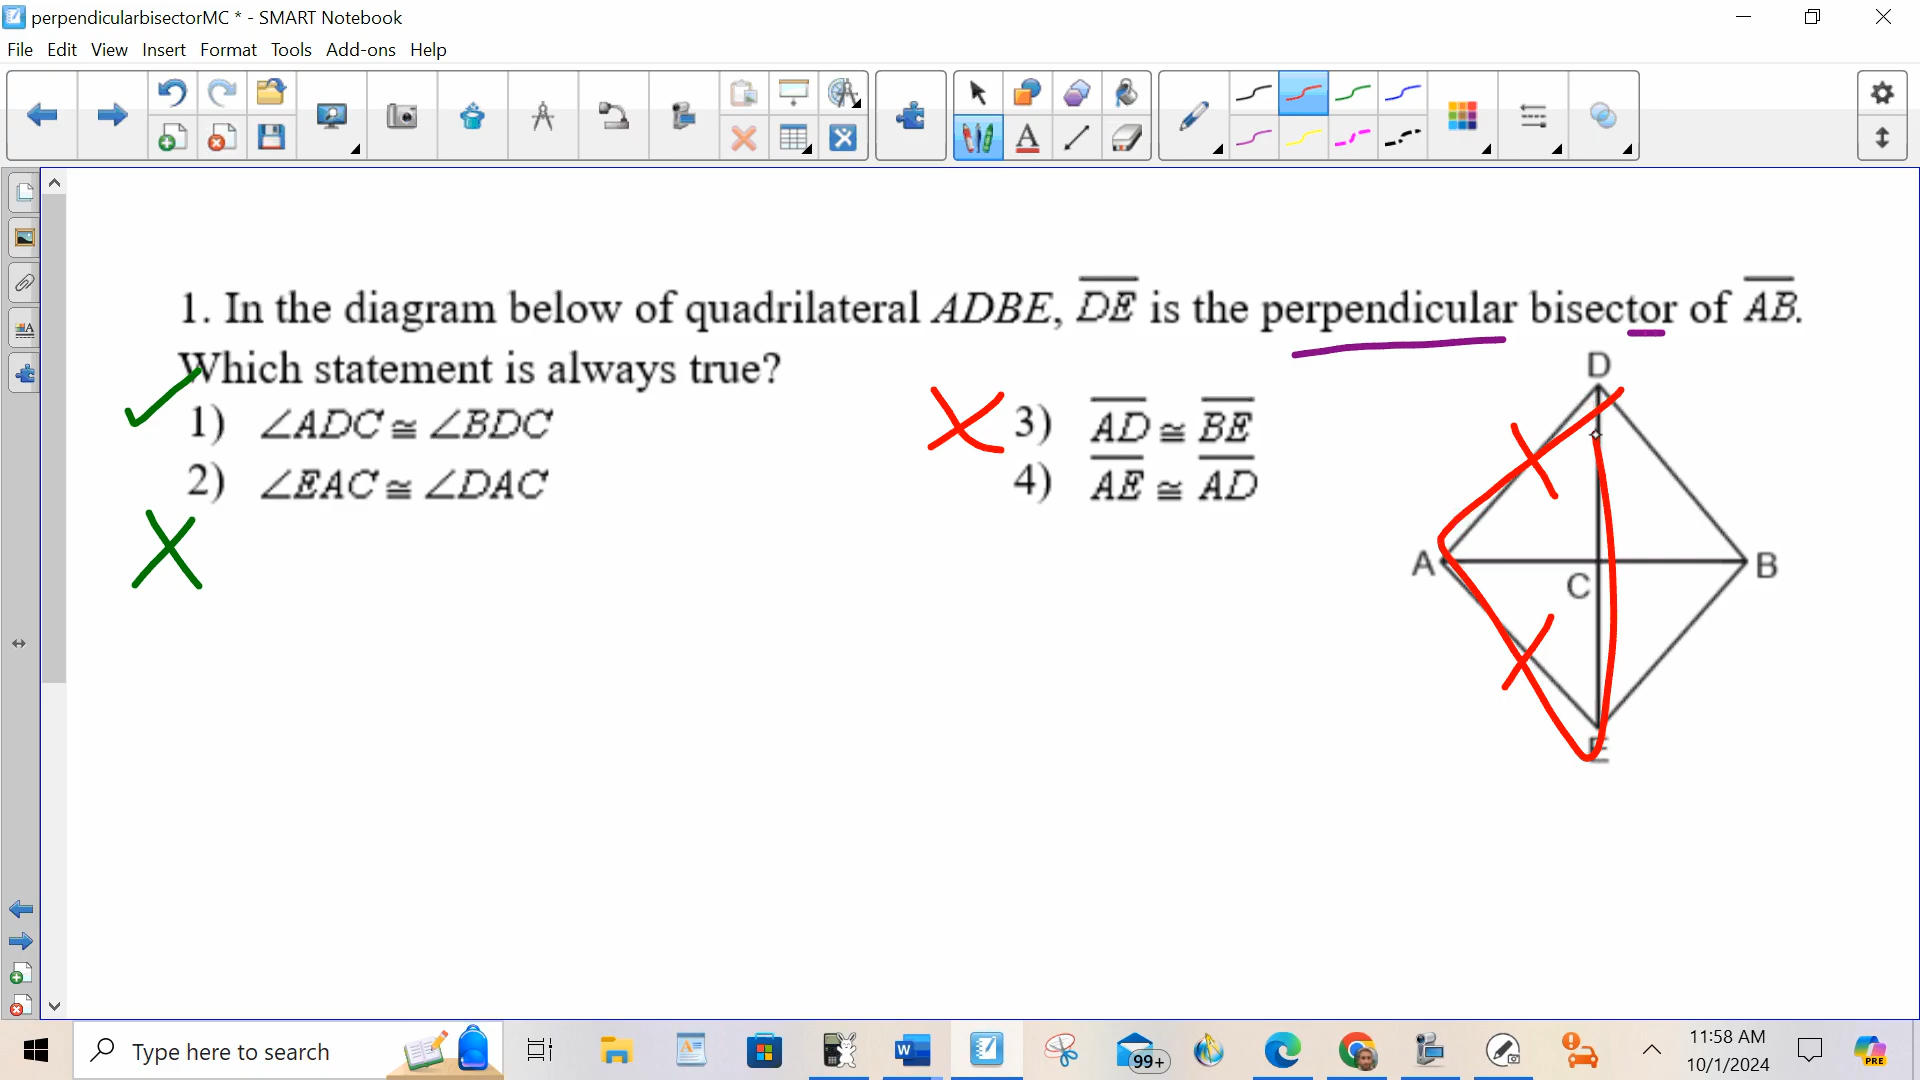 perpendicularbisectorMC * - SMART Notebook
File Edit View Insert Format Tools Add-ons Help
1. In the diagram below of quadrilateral ADBE, DE is the perpendicular bisector of AB.
Which statement is always true?
1) ∠ADC ≅ ∠BDC
3) AD ≅ BE
2) ∠EAC ≅ ∠DAC
4) AE ≅ AD
D
A
B
C
E
Type here to search
99+
11:58 AM
10/1/2024
PRE